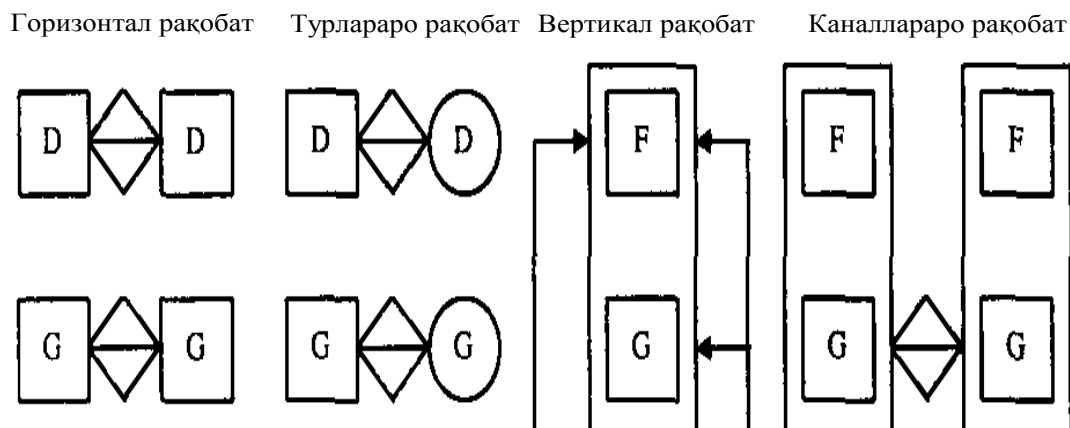 Горизонтал рақобат Турлараро рақобат Вертикал рақобат Каналлараро рақобат
D D D D F F F
G G G G G G G